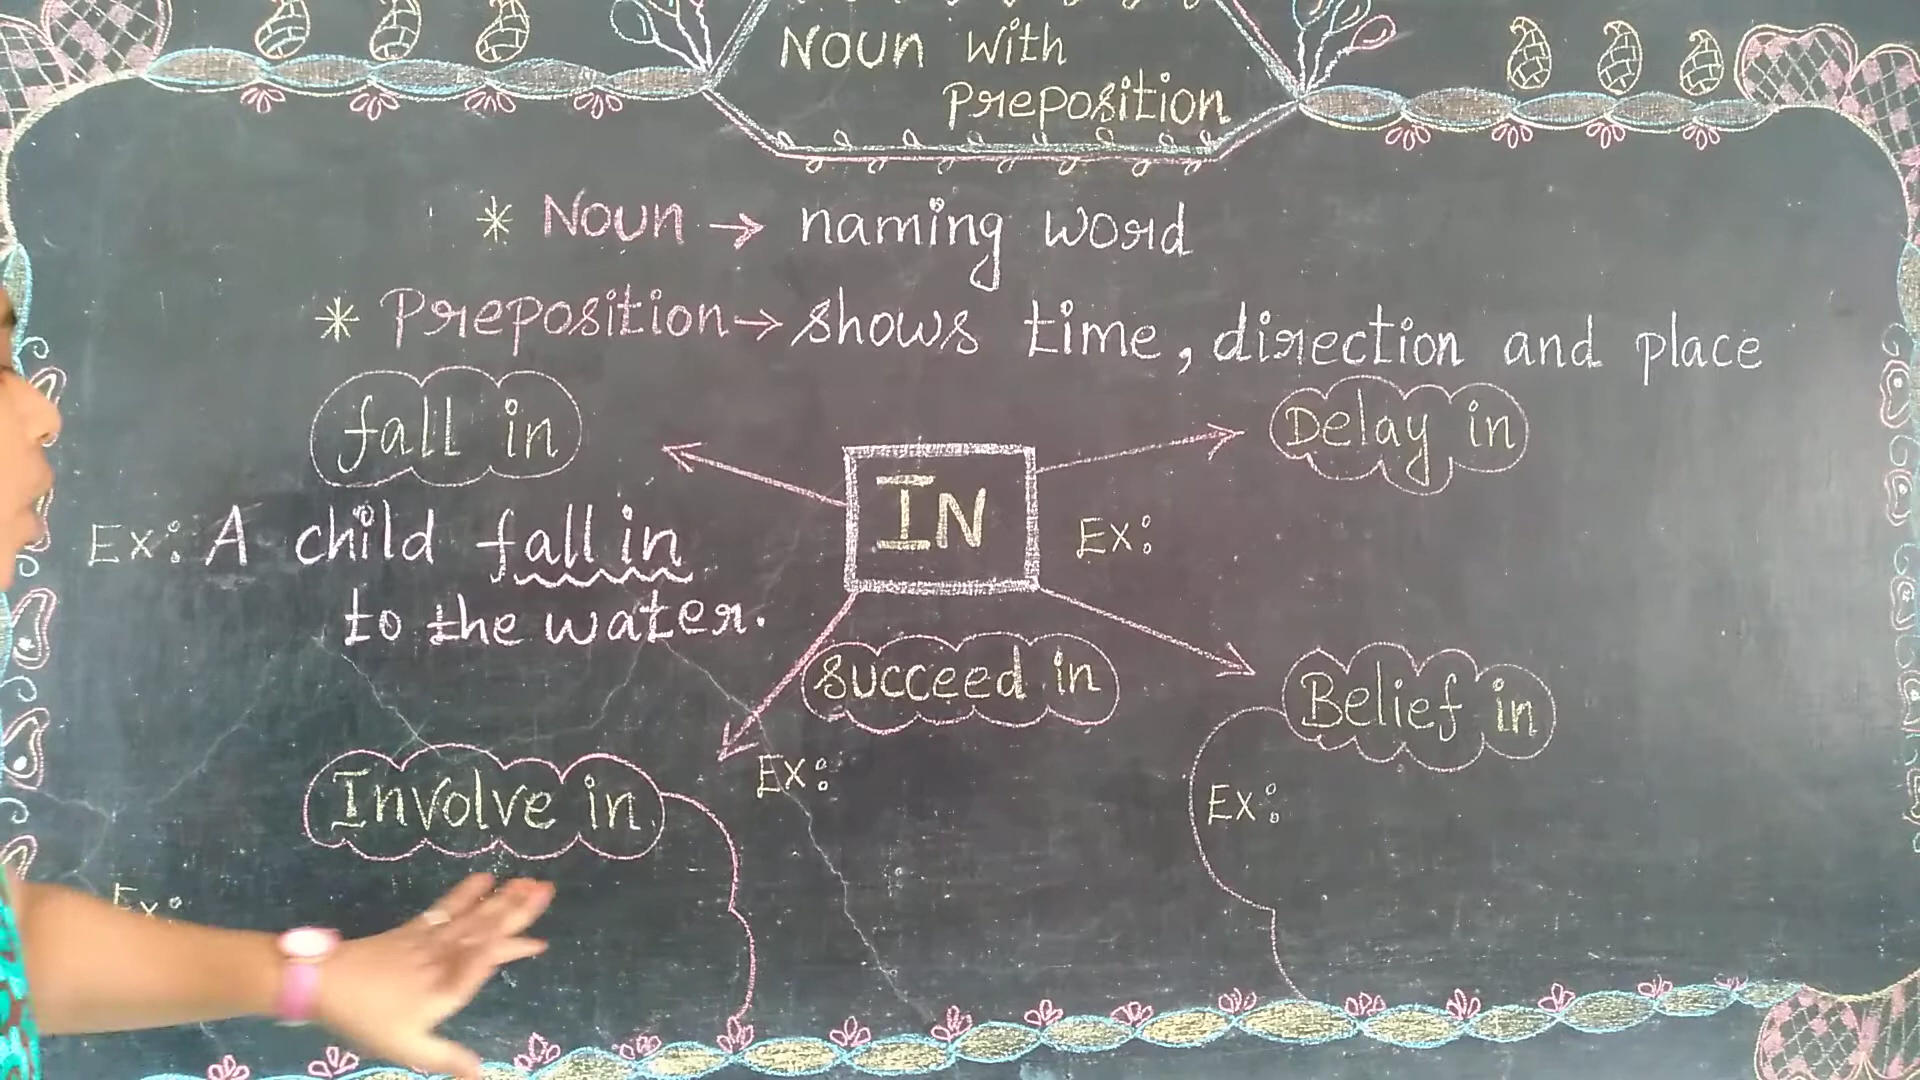 Noun with
Preposition
* Noun → naming word
* Preposition → shows time, direction and place
fall in
Delay in
IN
Ex: A child fall in
to the water.
Ex:
succeed in
Belief in
Involve in
Ex:
Ex:
Ex: